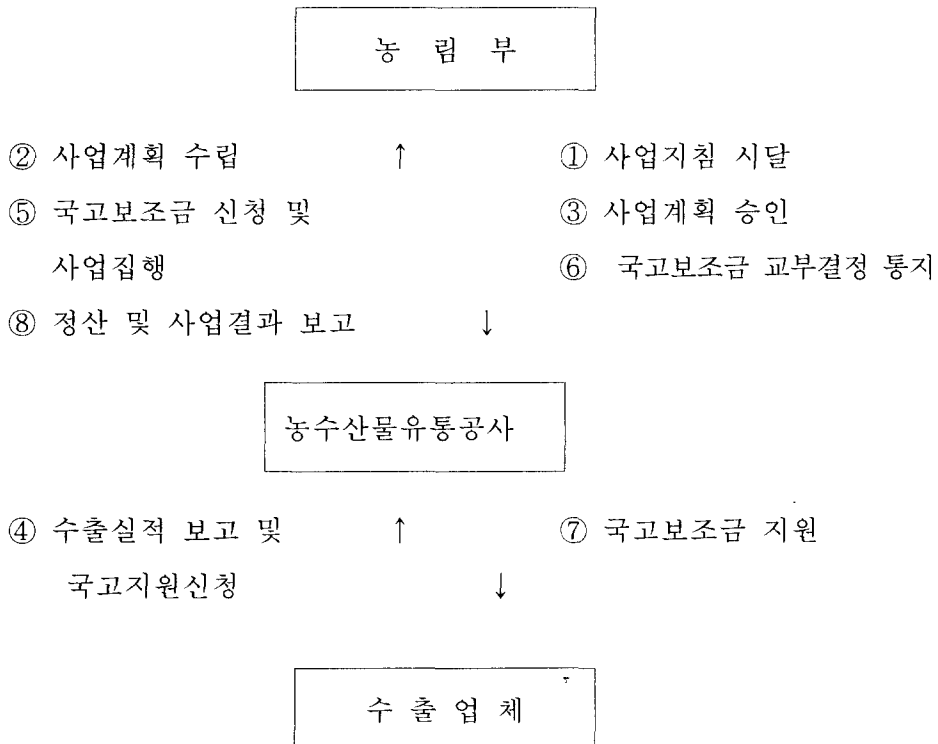 농 림 부
② 사업계획 수립 ↑ ① 사업지침 시달
⑤ 국고보조금 신청 및 ③ 사업계획 승인
사업집행 ⑥ 국고보조금 교부결정 통지
⑧ 정산 및 사업결과 보고 ↓
농수산물유통공사
④ 수출실적 보고 및 ↑ ⑦ 국고보조금 지원
국고지원신청 ↓
수 출 업 체